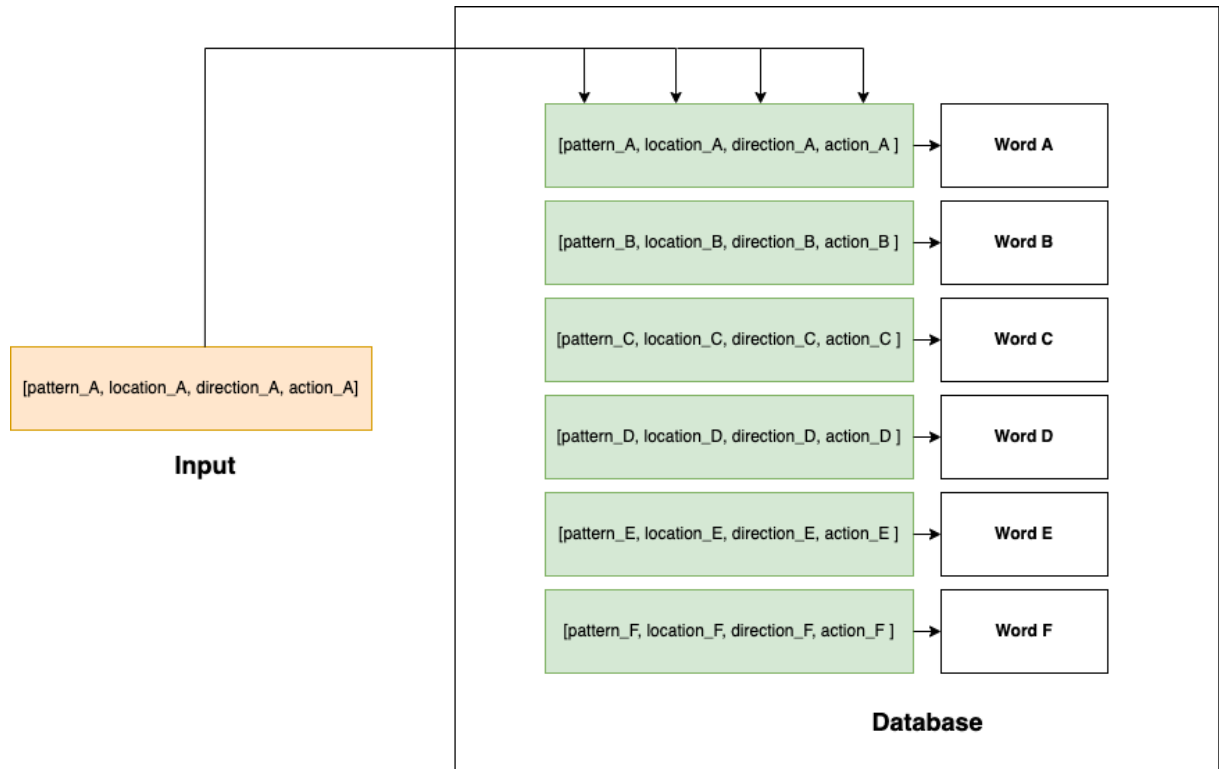 [pattern_A, location_A, direction_A, action_A ]
Word A
[pattern_B, location_B, direction_B, action_B ]
Word B
[pattern_C, location_C, direction_C, action_C ]
Word C
[pattern_A, location_A, direction_A, action_A]
Input
[pattern_D, location_D, direction_D, action_D ]
Word D
[pattern_E, location_E, direction_E, action_E ]
Word E
[pattern_F, location_F, direction_F, action_F ]
Word F
Database